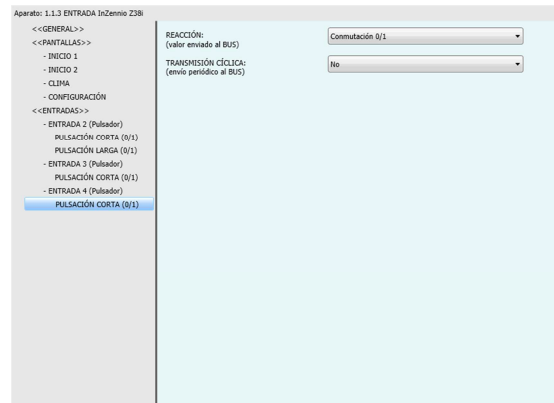 Aparato: 1.1.3 ENTRADA InZennio Z38i
<<GENERAL>>
<<PANTALLAS>>
- INICIO 1
- INICIO 2
- CLIMA
- CONFIGURACIÓN
<<ENTRADAS>>
- ENTRADA 2 (Pulsador)
PULSACIÓN CORTA (0/1)
PULSACIÓN LARGA (0/1)
- ENTRADA 3 (Pulsador)
PULSACIÓN CORTA (0/1)
- ENTRADA 4 (Pulsador)
PULSACIÓN CORTA (0/1)
REACCIÓN:
(valor enviado al BUS)
Conmutación 0/1
TRANSMISIÓN CÍCLICA:
(envío periódico al BUS)
No